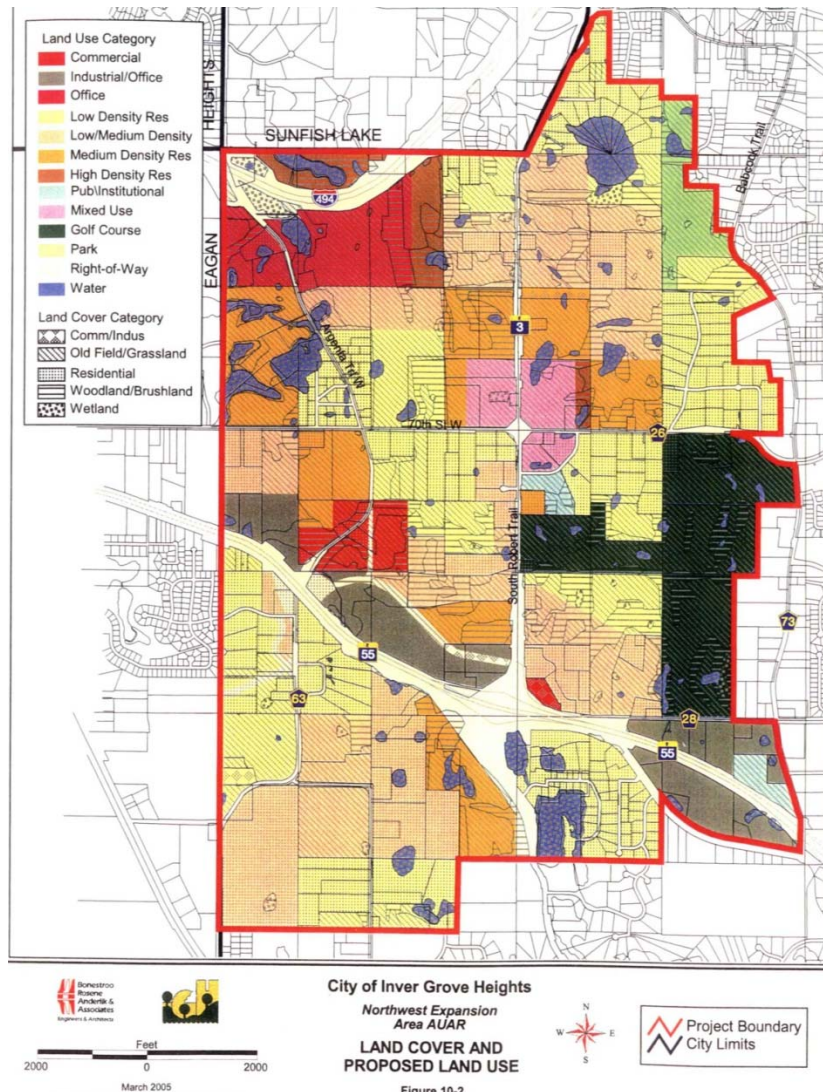 Land Use Category
Commercial
Industrial/Office
Office
Low Density Res
Low/Medium Density
Medium Density Res
High Density Res
Pub\Institutional
Mixed Use
Golf Course
Park
Right-of-Way
Water
Land Cover Category
Comm/Indus
Old Field/Grassland
Residential
Woodland/Brushland
Wetland
HEIGHTS
SUNFISH LAKE
Babcock Trail
494
EAGAN
3
Argenta Trl W
70th St W
26
South Robert Trail
55
63
73
28
55
Bonestroo
Rosene
Anderlik &
Associates
Engineers & Architects
Feet
2000 0 2000
March 2005
City of Inver Grove Heights
Northwest Expansion
Area AUAR
LAND COVER AND
PROPOSED LAND USE
Figure 10-2
N
W E
S
Project Boundary
City Limits